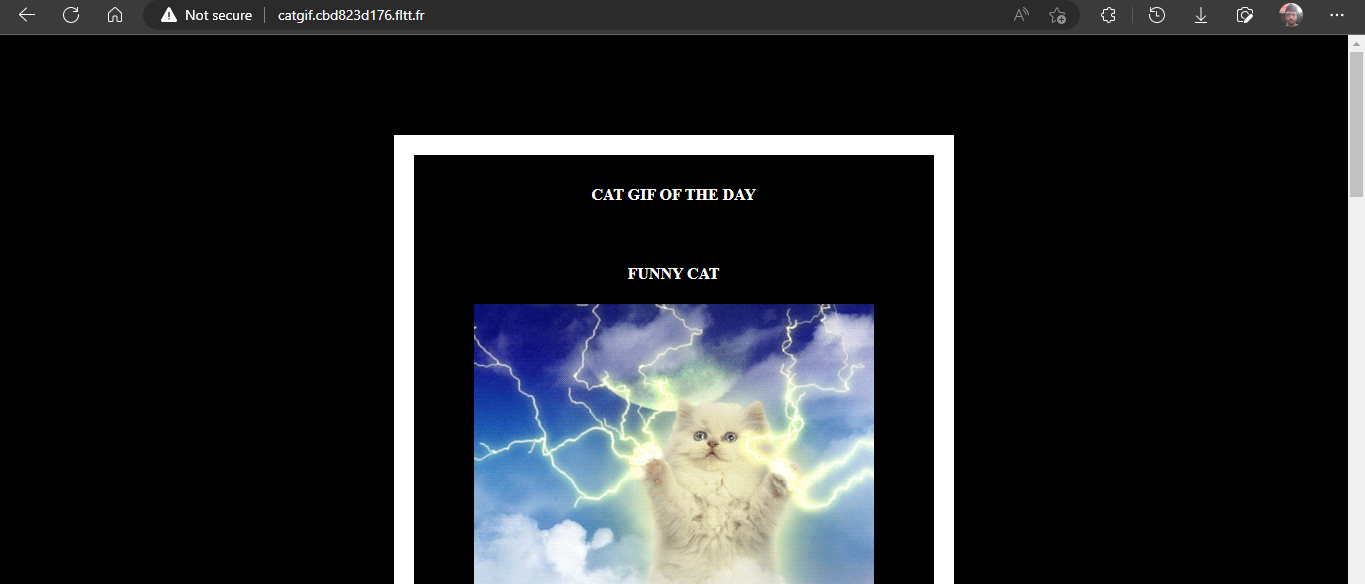 Not secure catgif.cbd823d176.fltt.fr
CAT GIF OF THE DAY
FUNNY CAT